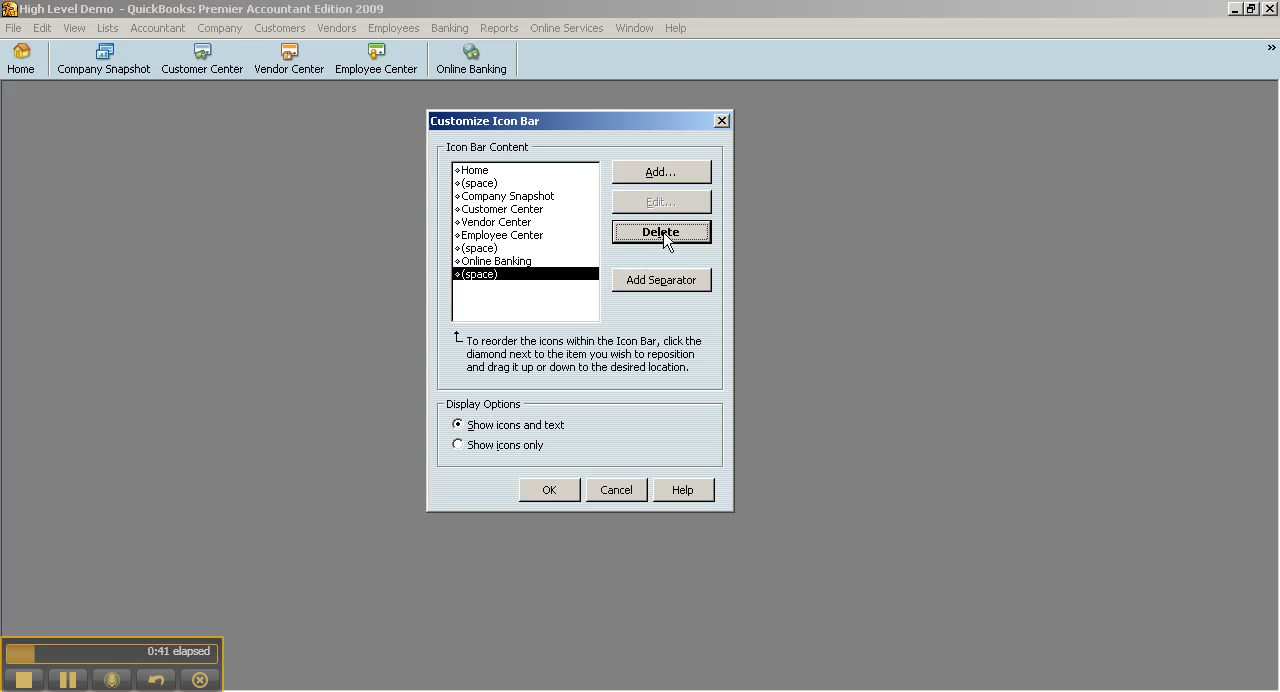 High Level Demo - QuickBooks: Premier Accountant Edition 2009
File Edit View Lists Accountant Company Customers Vendors Employees Banking Reports Online Services Window Help
Home Company Snapshot Customer Center Vendor Center Employee Center Online Banking
»
Customize Icon Bar
Icon Bar Content
Home
(space)
Company Snapshot
Customer Center
Vendor Center
Employee Center
(space)
Online Banking
(space)
Add...
Edit...
Delete
Add Separator
To reorder the icons within the Icon Bar, click the
diamond next to the item you wish to reposition
and drag it up or down to the desired location.
Display Options
Show icons and text
Show icons only
OK Cancel Help
0:41 elapsed